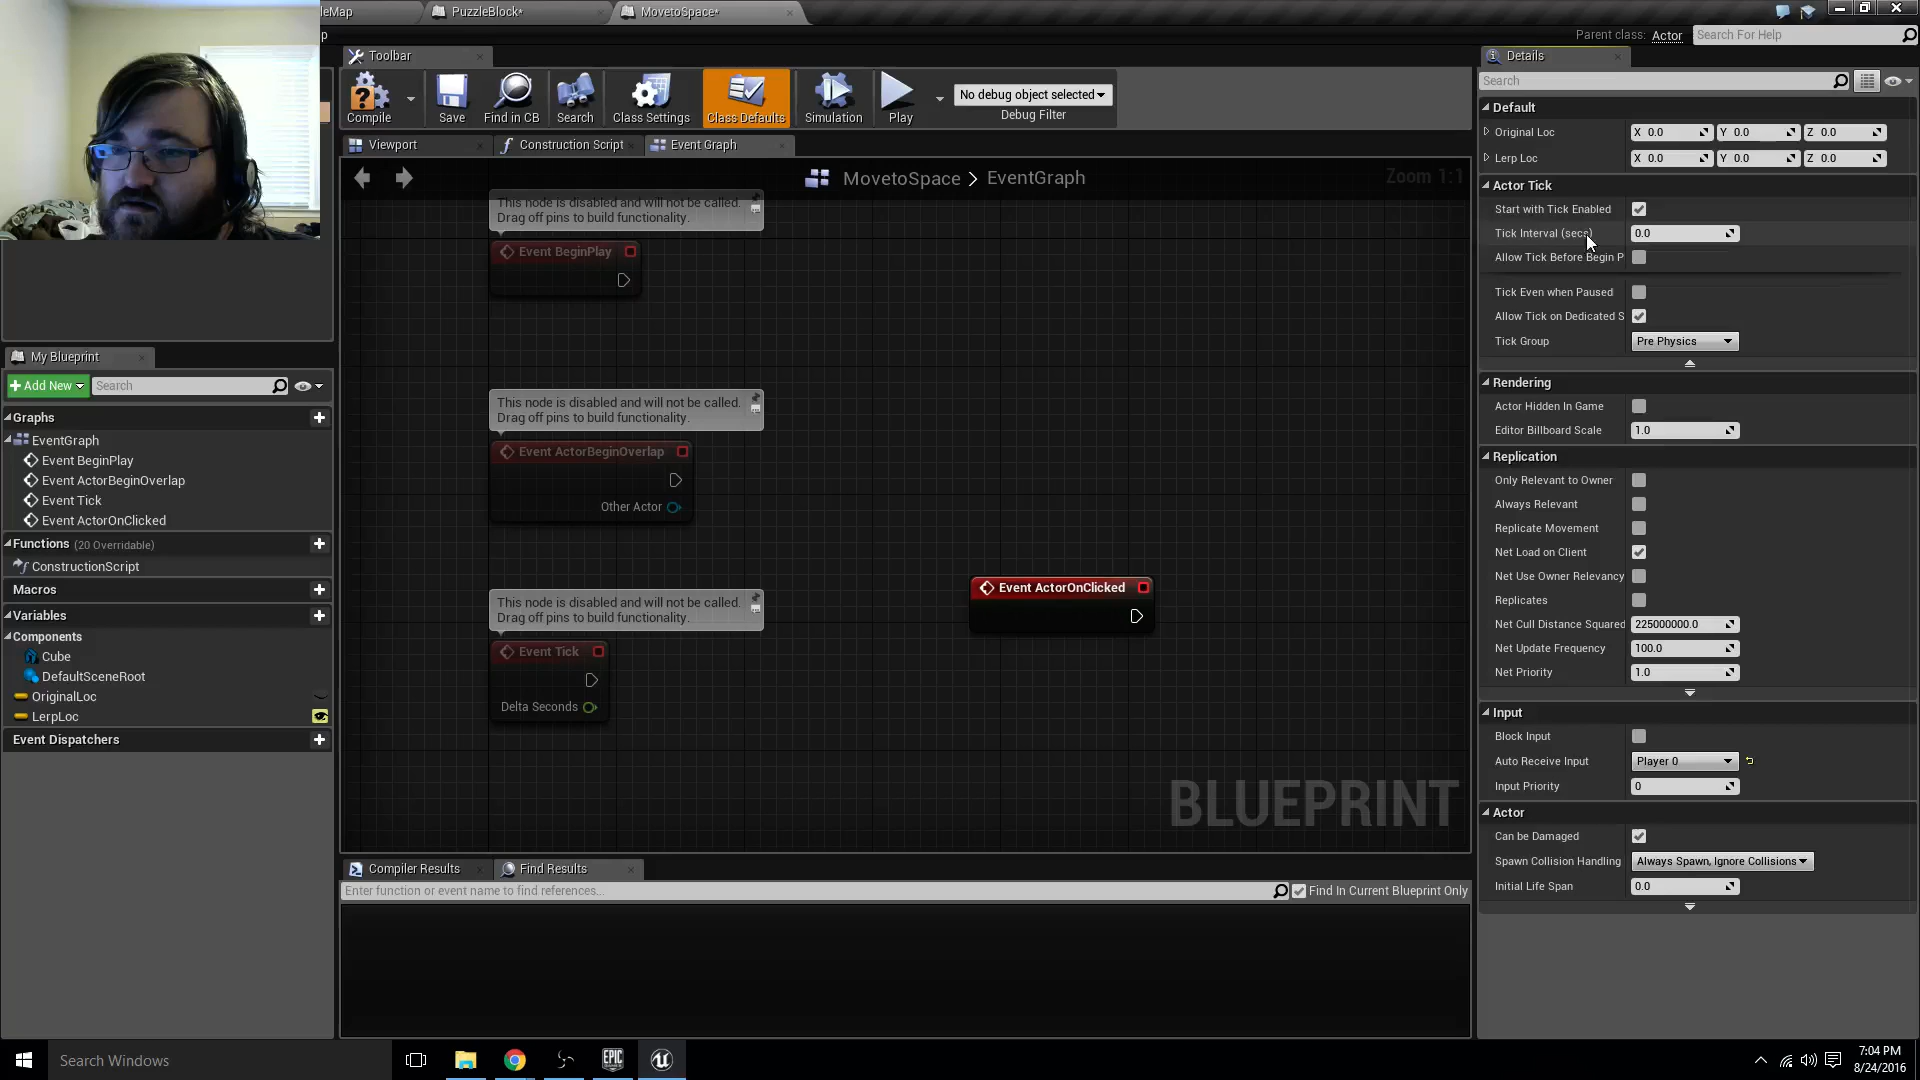 leMap
PuzzleBlock*
MovetoSpace*
p
Parent class: Actor
Search For Help
Toolbar
Details
Compile
Save
Find in CB
Search
Class Settings
Class Defaults
Simulation
Play
No debug object selected
Debug Filter
Search
Viewport
Construction Script
Event Graph
MovetoSpace > EventGraph
Zoom 1:1
This node is disabled and will not be called.
Drag off pins to build functionality.
Event BeginPlay
This node is disabled and will not be called.
Drag off pins to build functionality.
Event ActorBeginOverlap
Other Actor
This node is disabled and will not be called.
Drag off pins to build functionality.
Event Tick
Delta Seconds
Event ActorOnClicked
BLUEPRINT
My Blueprint
Add New
Search
Graphs
EventGraph
Event BeginPlay
Event ActorBeginOverlap
Event Tick
Event ActorOnClicked
Functions (20 Overridable)
ConstructionScript
Macros
Variables
Components
Cube
DefaultSceneRoot
OriginalLoc
LerpLoc
Event Dispatchers
Default
Original Loc X 0.0 Y 0.0 Z 0.0
Lerp Loc X 0.0 Y 0.0 Z 0.0
Actor Tick
Start with Tick Enabled
Tick Interval (secs) 0.0
Allow Tick Before Begin P
Tick Even when Paused
Allow Tick on Dedicated S
Tick Group Pre Physics
Rendering
Actor Hidden In Game
Editor Billboard Scale 1.0
Replication
Only Relevant to Owner
Always Relevant
Replicate Movement
Net Load on Client
Net Use Owner Relevancy
Replicates
Net Cull Distance Squared 225000000.0
Net Update Frequency 100.0
Net Priority 1.0
Input
Block Input
Auto Receive Input Player 0
Input Priority 0
Actor
Can be Damaged
Spawn Collision Handling Always Spawn, Ignore Collisions
Initial Life Span 0.0
Compiler Results
Find Results
Enter function or event name to find references...
Find In Current Blueprint Only
Search Windows
EPIC
7:04 PM
8/24/2016